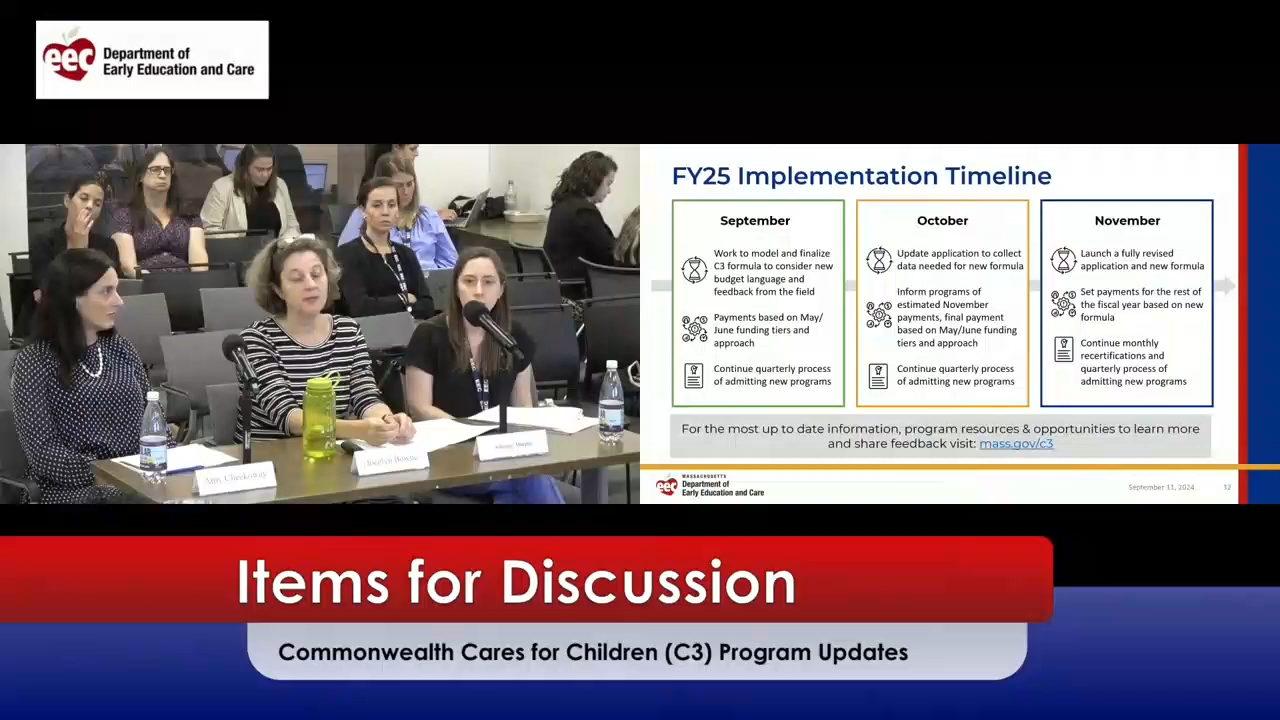 eec
Department of
Early Education and Care
FY25 Implementation Timeline
September
Work to model and finalize
C3 formula to consider new
budget language and
feedback from the field
Payments based on May/
June funding tiers and
approach
Continue quarterly process
of admitting new programs
October
Update application to collect
data needed for new formula
Inform programs of
estimated November
payments, final payment
based on May/June funding
tiers and approach
Continue quarterly process
of admitting new programs
November
Launch a fully revised
application and new formula
Set payments for the rest of
the fiscal year based on new
formula
Continue monthly
recertifications and
quarterly process of
admitting new programs
For the most up to date information, program resources & opportunities to learn more
and share feedback visit: mass.gov/c3
eec
MASSACHUSETTS
Department of
Early Education and Care
September 11, 2024
12
Amy Checkoway
Jocelyn Bowne
Items for Discussion
Commonwealth Cares for Children (C3) Program Updates